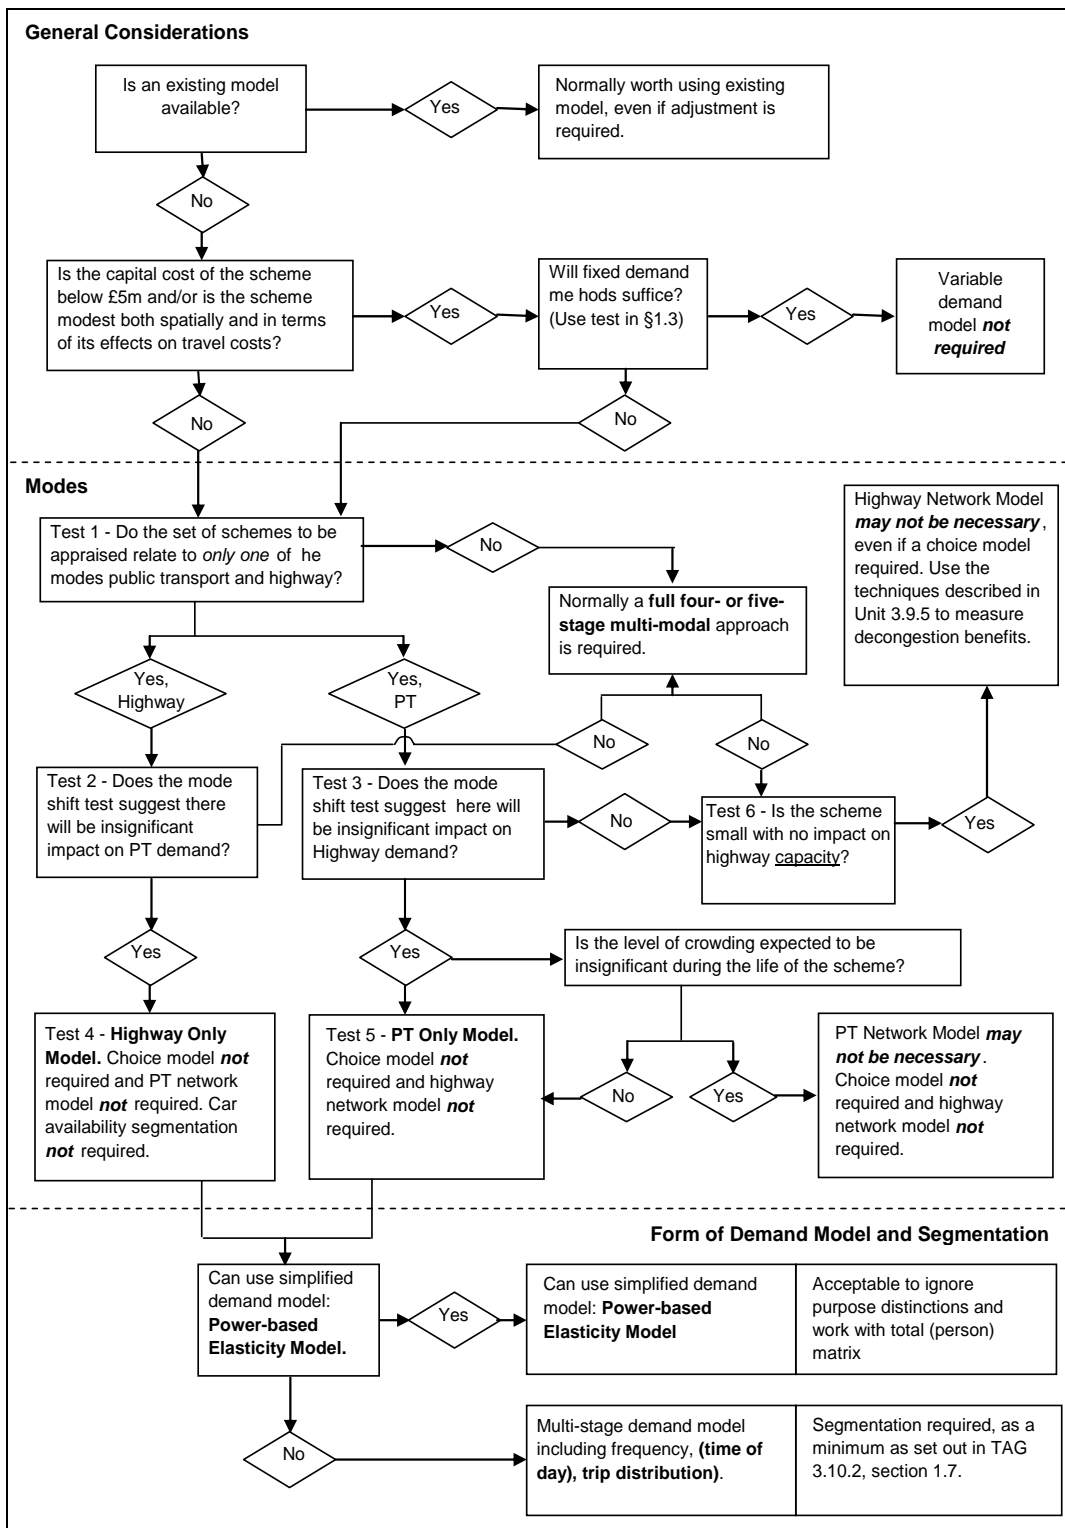 General Considerations
Is an existing model
available?
Yes
Normally worth using existing
model, even if adjustment is
required.
No
Is the capital cost of the scheme
below £5m and/or is the scheme
modest both spatially and in terms
of its effects on travel costs?
Yes
Will fixed demand
me hods suffice?
(Use test in §1.3)
Yes
Variable
demand
model not
required
No
No
Modes
Test 1 - Do the set of schemes to be
appraised relate to only one of he
modes public transport and highway?
No
Normally a full four- or five-
stage multi-modal approach
is required.
Highway Network Model
may not be necessary,
even if a choice model
required. Use the
techniques described in
Unit 3.9.5 to measure
decongestion benefits.
Yes,
Highway
Yes,
PT
No
No
Test 2 - Does the mode
shift test suggest there
will be insignificant
impact on PT demand?
Test 3 - Does the mode
shift test suggest here will
be insignificant impact on
Highway demand?
No
Test 6 - Is the scheme
small with no impact on
highway capacity?
Yes
Yes
Yes
Is the level of crowding expected to be
insignificant during the life of the scheme?
Test 4 - Highway Only
Model. Choice model not
required and PT network
model not required. Car
availability segmentation
not required.
Test 5 - PT Only Model.
Choice model not
required and highway
network model not
required.
No
Yes
PT Network Model may
not be necessary.
Choice model not
required and highway
network model not
required.
Form of Demand Model and Segmentation
Can use simplified
demand model:
Power-based
Elasticity Model.
Yes
Can use simplified demand
model: Power-based
Elasticity Model
Acceptable to ignore
purpose distinctions and
work with total (person)
matrix
No
Multi-stage demand model
including frequency, (time of
day), trip distribution).
Segmentation required, as a
minimum as set out in TAG
3.10.2, section 1.7.